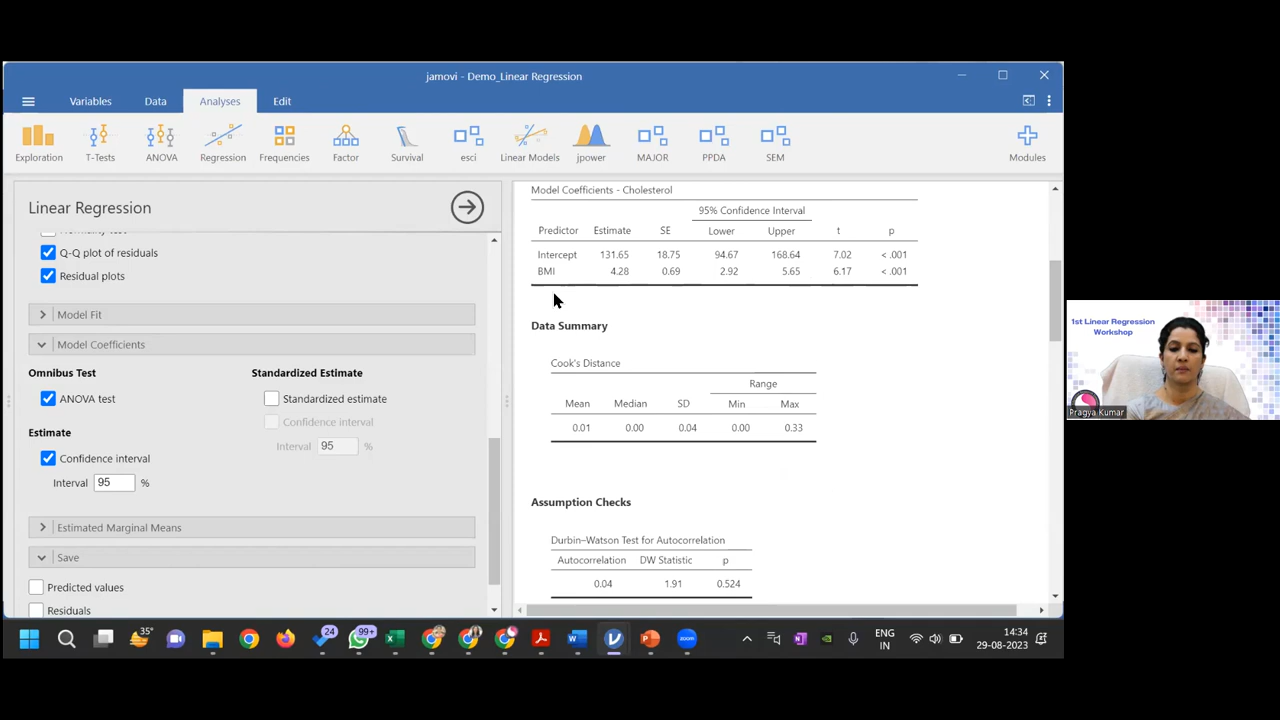 jamovi - Demo_Linear Regression
Variables Data Analyses Edit
Exploration T-Tests ANOVA Regression Frequencies Factor Survival esci Linear Models jpower MAJOR PPDA SEM Modules
Linear Regression
Q-Q plot of residuals
Residual plots
Model Fit
Model Coefficients
Omnibus Test Standardized Estimate
ANOVA test Standardized estimate
Confidence interval
Estimate
Interval 95 %
Confidence interval
Interval 95 %
Estimated Marginal Means
Save
Predicted values
Residuals
Model Coefficients - Cholesterol
95% Confidence Interval
Predictor Estimate SE Lower Upper t p
Intercept 131.65 18.75 94.67 168.64 7.02 < .001
BMI 4.28 0.69 2.92 5.65 6.17 < .001
Data Summary
Cook's Distance
Range
Mean Median SD Min Max
0.01 0.00 0.04 0.00 0.33
Assumption Checks
Durbin–Watson Test for Autocorrelation
Autocorrelation DW Statistic p
0.04 1.91 0.524
1st Linear Regression
Workshop
Pragya Kumar
35°
24
99+
zoom
ENG
IN
14:34
29-08-2023